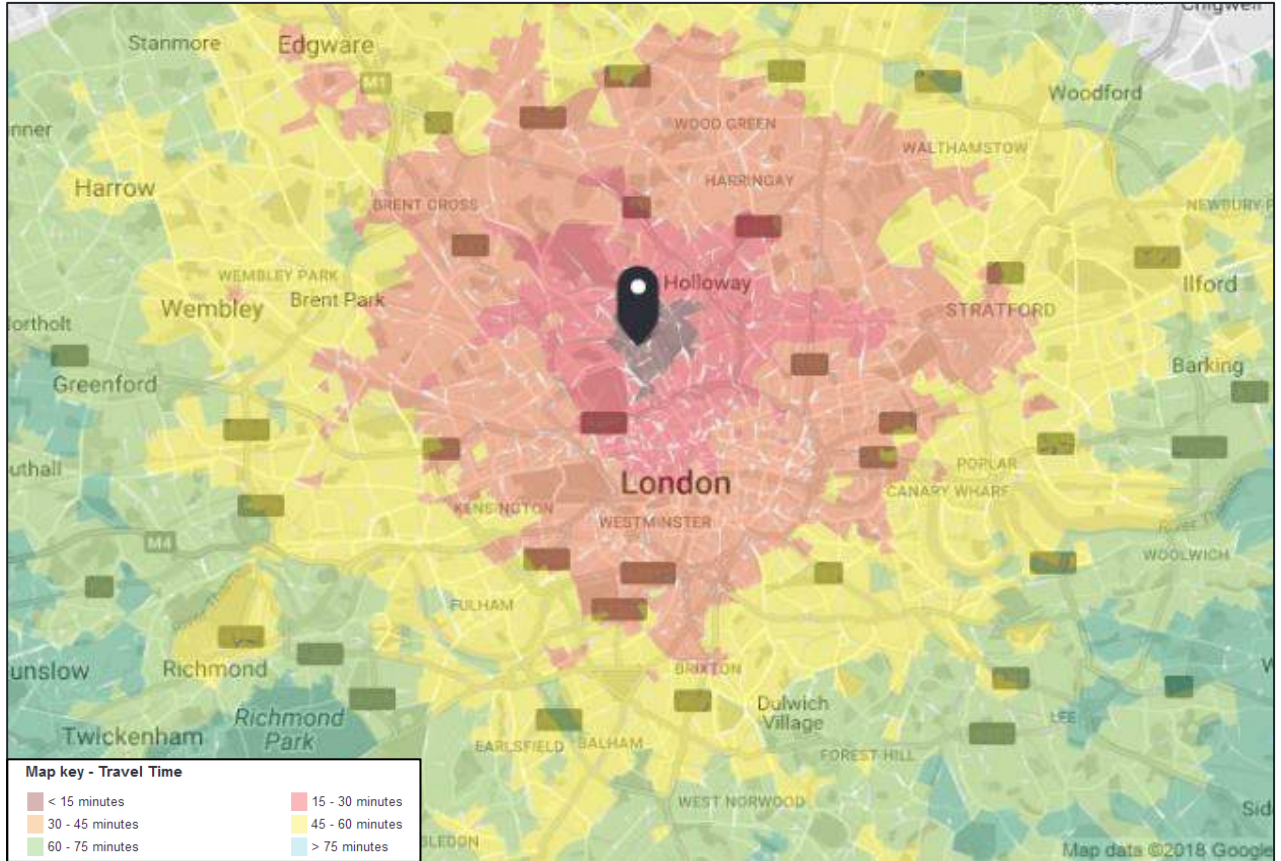 Chigwell
Stanmore
Edgware
M1
Woodford
WOOD GREEN
WALTHAMSTOW
Harrow
HARRINGAY
BRENT CROSS
WEMBLEY PARK
Holloway
Wembley
Brent Park
Ilford
STRATFORD
Greenford
Barking
POPLAR
London
CANARY WHARF
KENSINGTON
WESTMINSTER
M4
WOOLWICH
FULHAM
Richmond
BRIXTON
Dulwich
Village
Richmond
Park
LEE
Twickenham
EARLSFIELD
BALHAM
FOREST HILL
WEST NORWOOD
Map key - Travel Time
< 15 minutes
15 - 30 minutes
30 - 45 minutes
45 - 60 minutes
60 - 75 minutes
> 75 minutes
Map data ©2018 Google